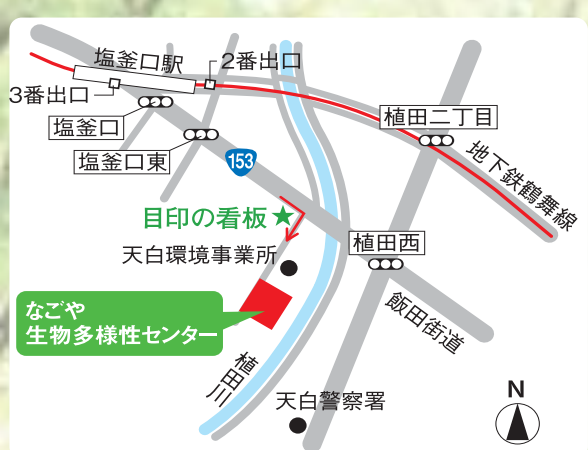 塩釜口駅
2番出口
3番出口
塩釜口
塩釜口東
153
植田二丁目
地下鉄鶴舞線
目印の看板
植田西
天白環境事業所
なごや
生物多様性センター
飯田街道
植田川
天白警察署
N